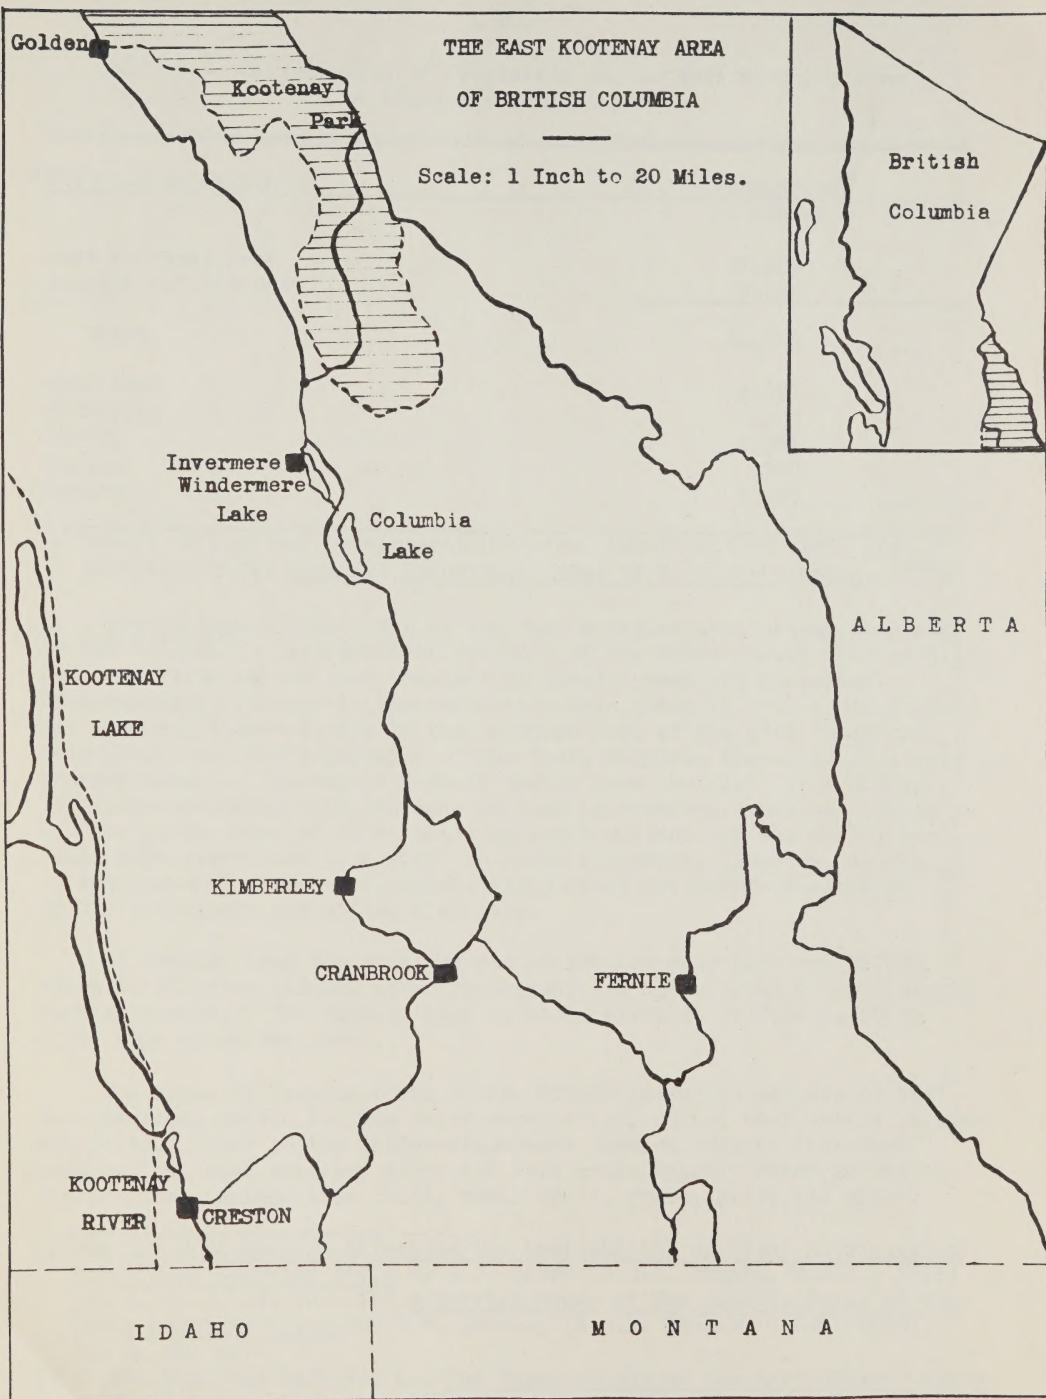 THE EAST KOOTENAY AREA
OF BRITISH COLUMBIA
Scale: 1 Inch to 20 Miles.
Golden
Kootenay
Park
British
Columbia
Invermere
Windermere
Lake
Columbia
Lake
ALBERTA
KOOTENAY
LAKE
KIMBERLEY
CRANBROOK
FERNIE
KOOTENAY
RIVER
CRESTON
IDAHO
MONTANA